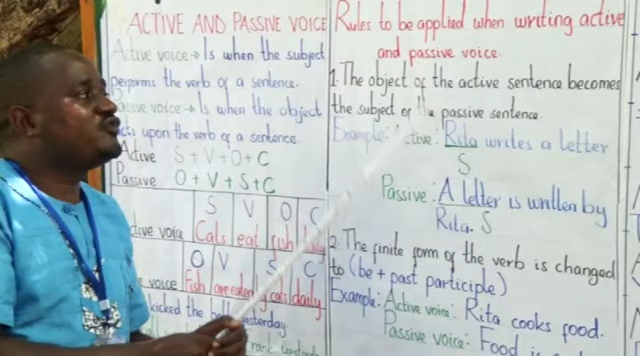 ACTIVE AND PASSIVE VOICE
Active voice → Is when the subject
performs the verb of a sentence.
Passive voice → Is when the object
acts upon the verb of a sentence.
Active S + V + O + C
Passive O + V + S + C
S V O C
Active voice Cats eat fish daily
O V S C
voice Fish are eaten cats daily
kicked the yesterday
Rules to be applied when writing active
and passive voice.
1. The object of the active sentence becomes
the subject of the passive sentence.
Example: Active: Rita writes a letter
S
Passive: A letter is written by
Rita. S
2. The finite form of the verb is changed
to (be + past participle)
Example: Active voice: Rita cooks food.
Passive voice: Food